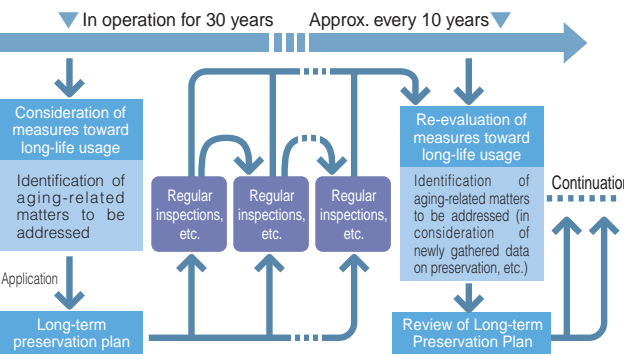 ▼In operation for 30 years
Approx. every 10 years▼
Consideration of
measures toward
long-life usage
Identification of
aging-related
matters to be
addressed
Application
Long-term
preservation plan
Regular
inspections,
etc.
Regular
inspections,
etc.
Regular
inspections,
etc.
Re-evaluation of
measures toward
long-life usage
Identification of
aging-related matters
to be addressed (in
consideration of
newly gathered data
on preservation, etc.)
Review of Long-term
Preservation Plan
Continuation